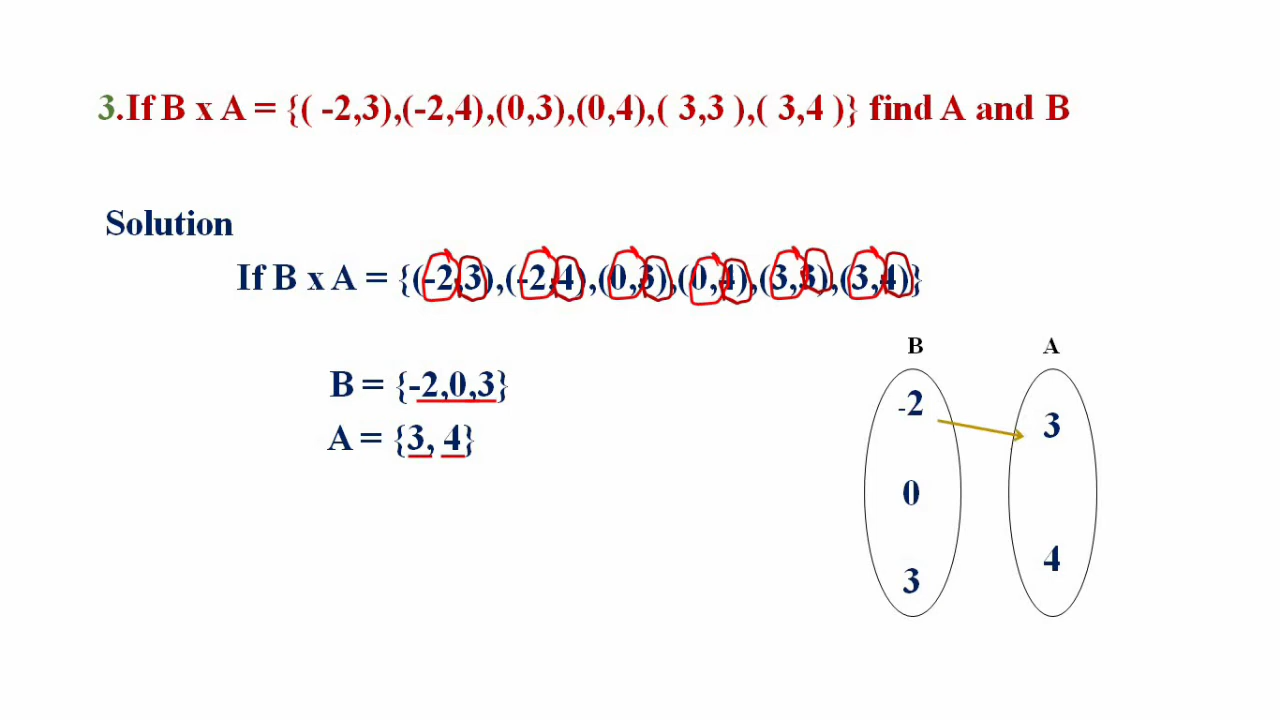 3.If B x A = {( -2,3),(-2,4),(0,3),(0,4),( 3,3 ),( 3,4 )} find A and B
Solution
If B x A = {(-2,3),(-2,4),(0,3),(0,4),(3,3),(3,4)}
B = {-2,0,3}
A = {3, 4}
B A
-2
3
0
4
3